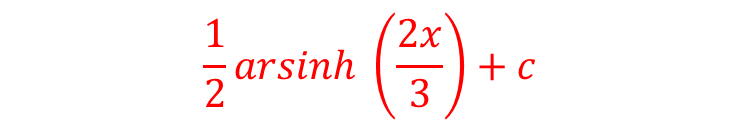 1/2 arsinh (2x/3) + c